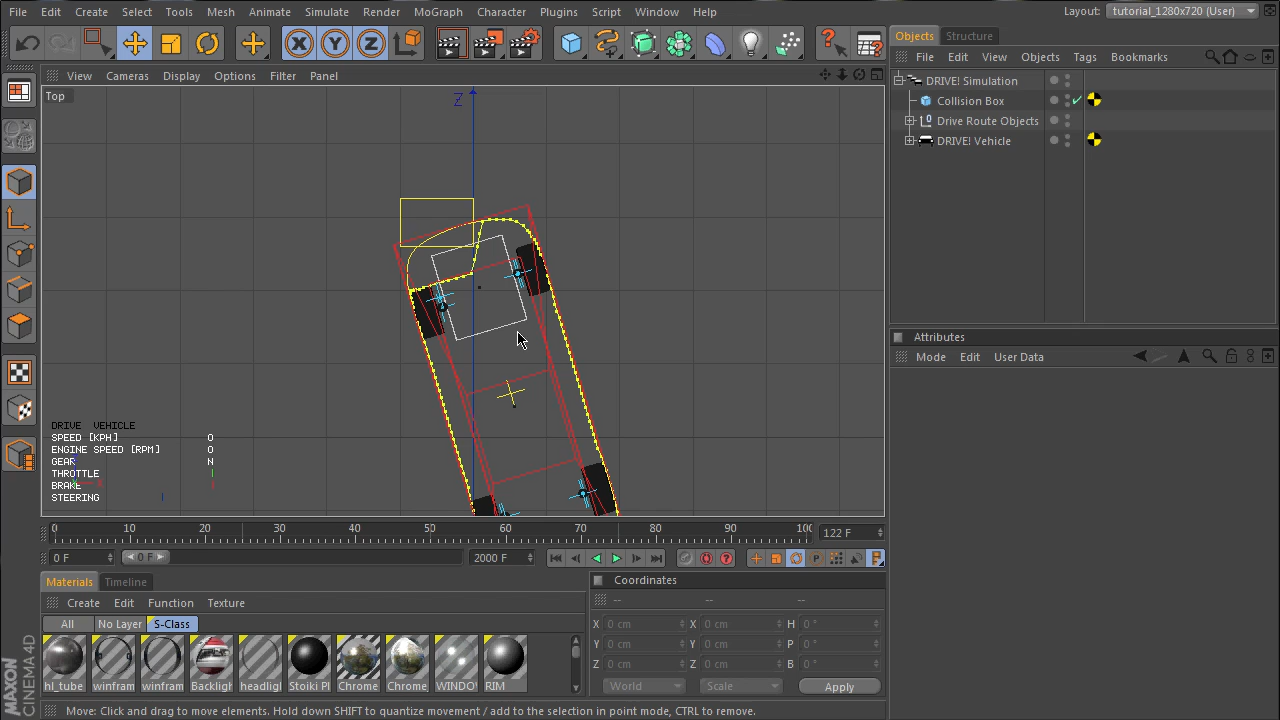 File Edit Create Select Tools Mesh Animate Simulate Render MoGraph Character Plugins Script Window Help Layout: tutorial_1280x720 (User)
X Y Z
Objects Structure
File Edit View Objects Tags Bookmarks
View Cameras Display Options Filter Panel
DRIVE! Simulation
Top
Z
Collision Box
Drive Route Objects
DRIVE! Vehicle
Attributes
Mode Edit User Data
DRIVE VEHICLE
SPEED [KPH] 0
ENGINE SPEED [RPM] 0
GEAR N
THROTTLE
BRAKE
STEERING
0 10 20 30 40 50 60 70 80 90 100 122 F
0 F 0 F 2000 F
Materials Timeline
Coordinates
Create Edit Function Texture
-- -- --
All No Layer S-Class
X 0 cm X 0 cm H 0 °
Y 0 cm Y 0 cm P 0 °
Z 0 cm Z 0 cm B 0 °
hl_tube winfram winfram Backligh headligl Stoiki Pl Chrome Chrome WINDO RIM
World Scale Apply
MAXON
CINEMA 4D
Move: Click and drag to move elements. Hold down SHIFT to quantize movement / add to the selection in point mode, CTRL to remove.